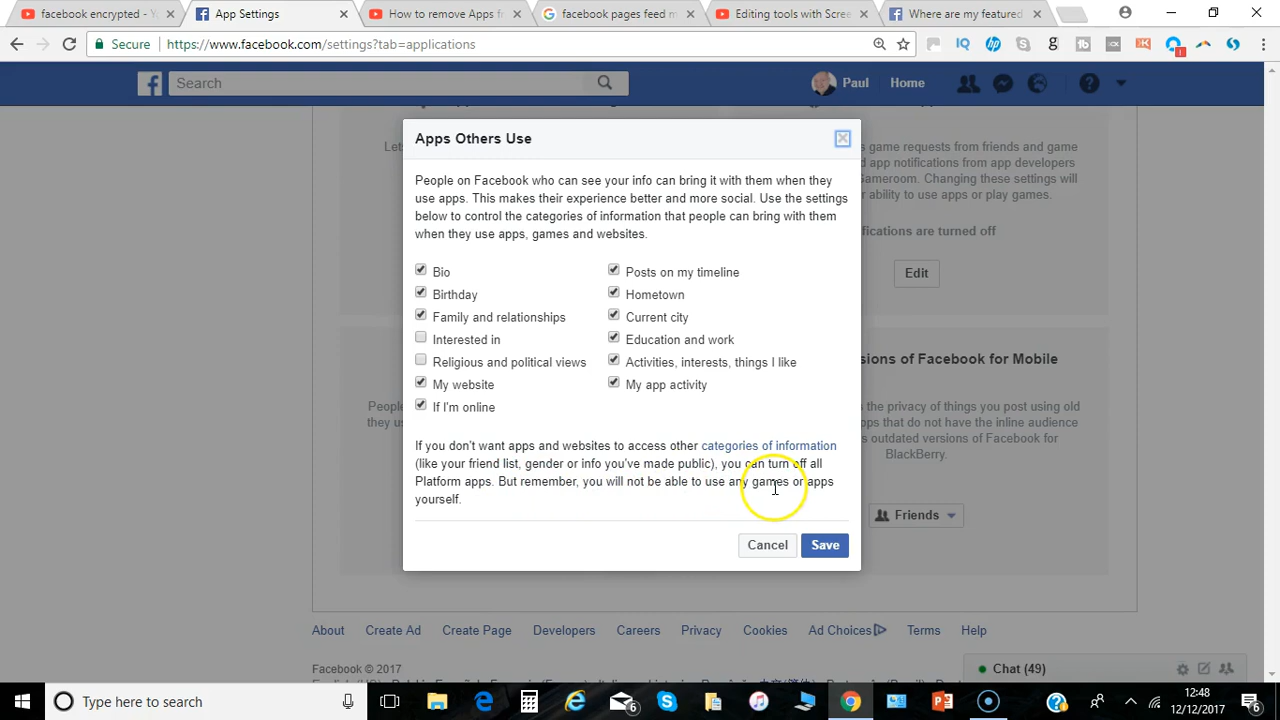 facebook encrypted - Yo
App Settings
How to remove Apps fr
facebook pages feed m
Editing tools with Scree
Where are my featured
Secure
https://www.facebook.com/settings?tab=applications
Search
Paul
Home
Apps Others Use
People on Facebook who can see your info can bring it with them when they
use apps. This makes their experience better and more social. Use the settings
below to control the categories of information that people can bring with them
when they use apps, games and websites.
Bio
Posts on my timeline
Birthday
Hometown
Family and relationships
Current city
Interested in
Education and work
Religious and political views
Activities, interests, things I like
My website
My app activity
If I'm online
If you don't want apps and websites to access other categories of information
(like your friend list, gender or info you've made public), you can turn off all
Platform apps. But remember, you will not be able to use any games or apps
yourself.
Cancel
Save
s game requests from friends and game
d app notifications from app developers
Gameroom. Changing these settings will
r ability to use apps or play games.
ifications are turned off
Edit
rsions of Facebook for Mobile
s the privacy of things you post using old
ps that do not have the inline audience
s outdated versions of Facebook for
BlackBerry.
Friends
Let
Peop
they us
About
Create Ad
Create Page
Developers
Careers
Privacy
Cookies
Ad Choices
Terms
Help
Facebook © 2017
Chat (49)
Type here to search
12:48
12/12/2017